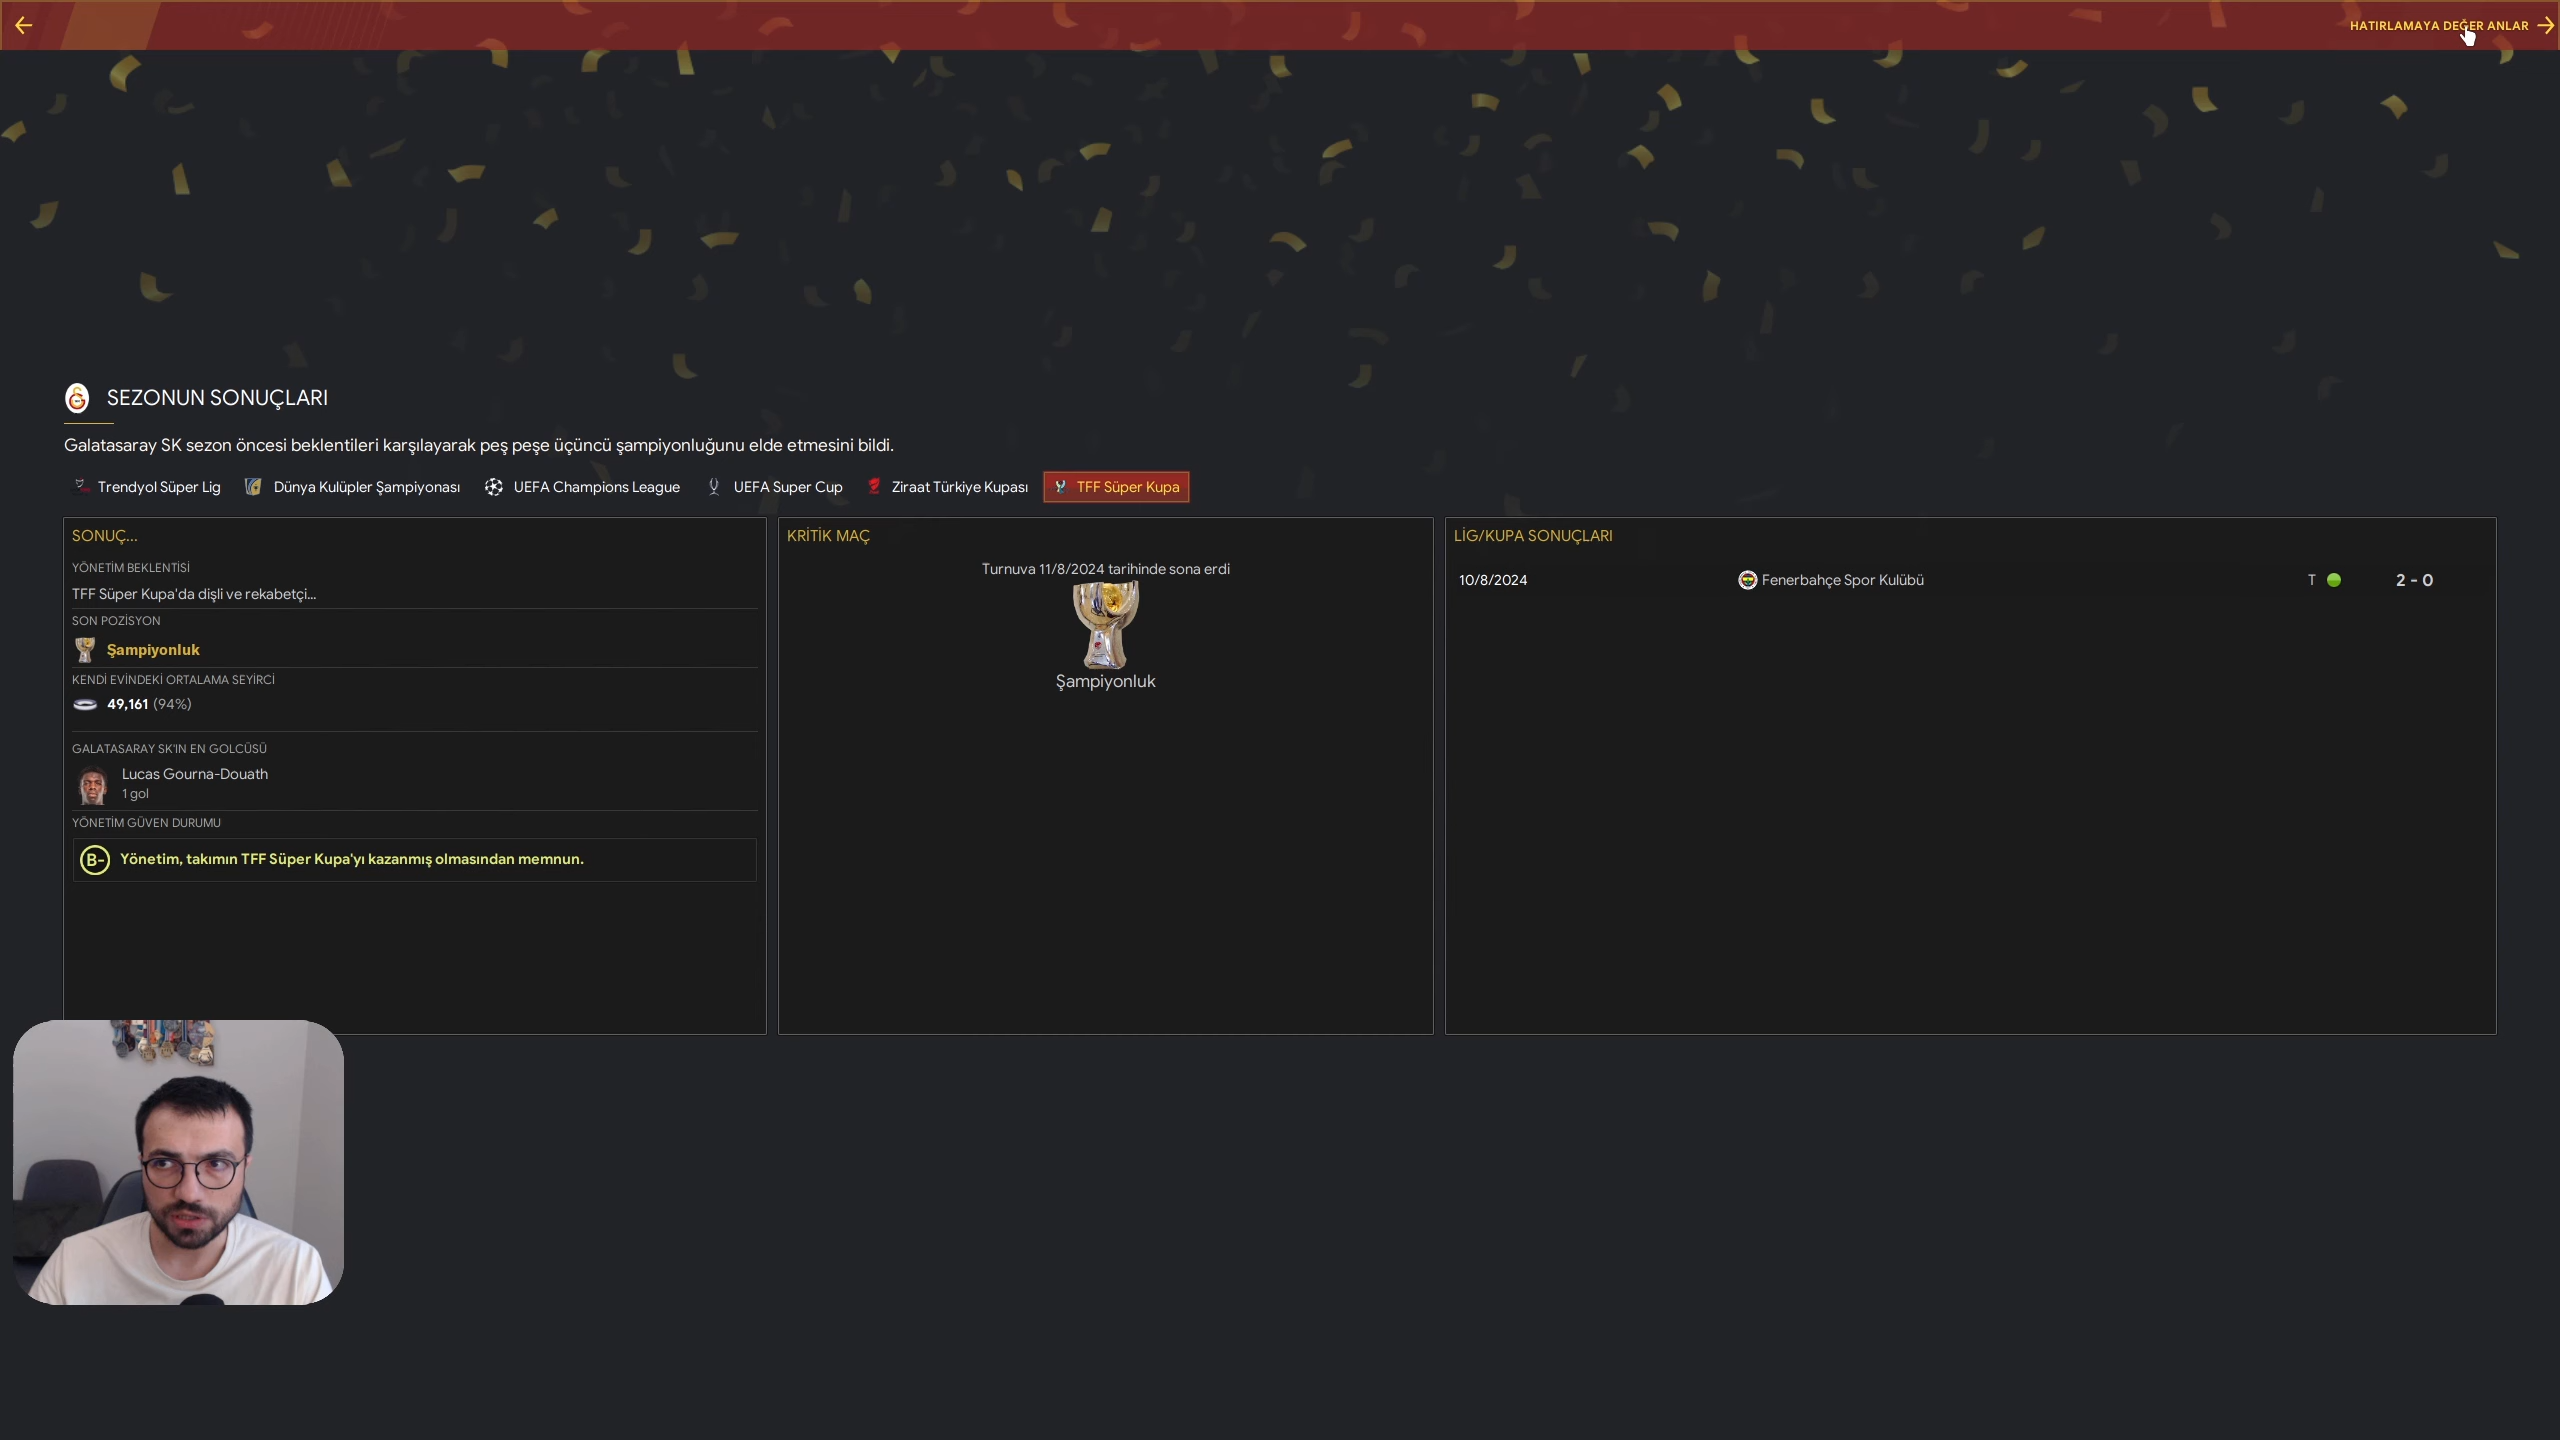 HATIRLAMAYA DEĞER ANLAR
SEZONUN SONUÇLARI
Galatasaray SK sezon öncesi beklentileri karşılayarak peş peşe üçüncü şampiyonluğunu elde etmesini bildi.
Trendyol Süper Lig
Dünya Kulüpler Şampiyonası
UEFA Champions League
UEFA Super Cup
Ziraat Türkiye Kupası
TFF Süper Kupa
SONUÇ...
YÖNETİM BEKLENTİSİ
TFF Süper Kupa'da dişli ve rekabetçi...
SON POZİSYON
Şampiyonluk
KENDİ EVİNDEKİ ORTALAMA SEYİRCİ
49,161 (94%)
GALATASARAY SK'IN EN GOLCÜSÜ
Lucas Gourna-Douath
1 gol
YÖNETİM GÜVEN DURUMU
B- Yönetim, takımın TFF Süper Kupa'yı kazanmış olmasından memnun.
KRİTİK MAÇ
Turnuva 11/8/2024 tarihinde sona erdi
Şampiyonluk
LİG/KUPA SONUÇLARI
10/8/2024 Fenerbahçe Spor Kulübü T 2 - 0